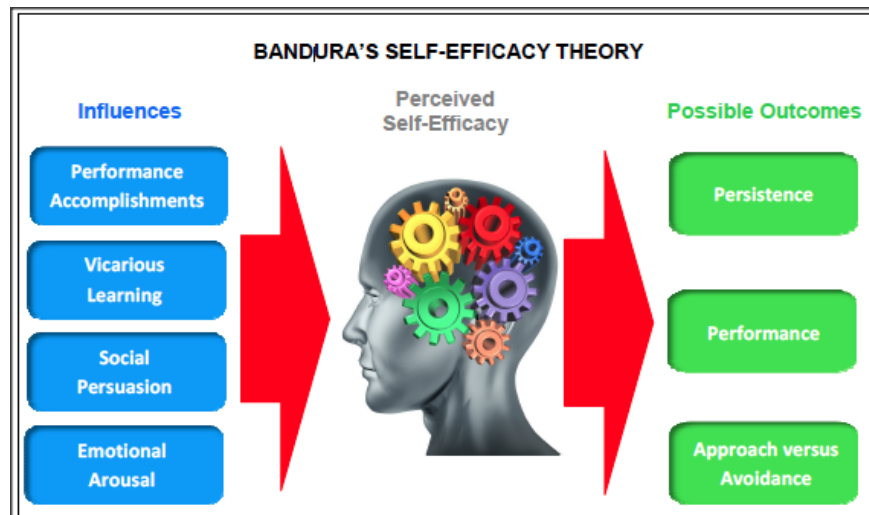 BANDURA'S SELF-EFFICACY THEORY
Influences
Performance
Accomplishments
Vicarious
Learning
Social
Persuasion
Emotional
Arousal
Perceived
Self-Efficacy
Possible Outcomes
Persistence
Performance
Approach versus
Avoidance